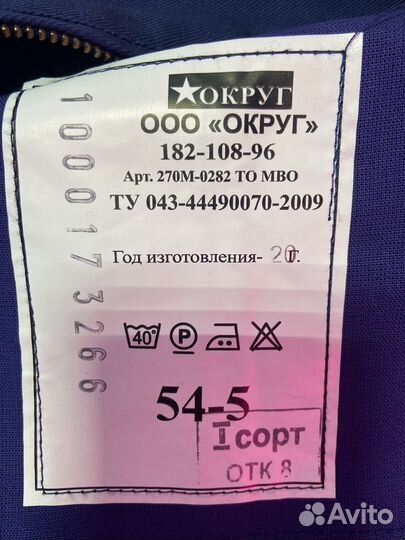 ★ОКРУГ
ООО «ОКРУГ»
182-108-96
Арт. 270М-0282 ТО МВО
ТУ 043-44490070-2009
Год изготовления- г.
40°
P
54-5
I сорт
ОТК 8
1000173266
Avito